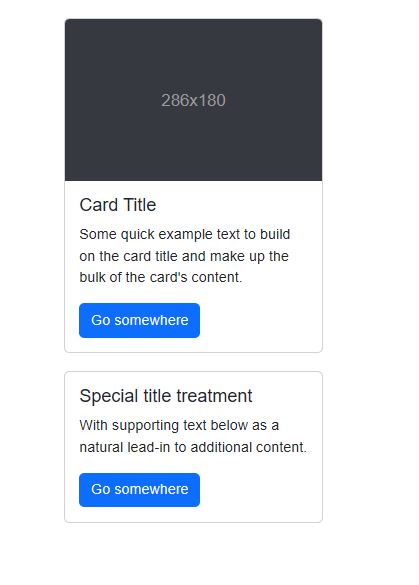 286x180
Card Title
Some quick example text to build
on the card title and make up the
bulk of the card's content.
Go somewhere
Special title treatment
With supporting text below as a
natural lead-in to additional content.
Go somewhere